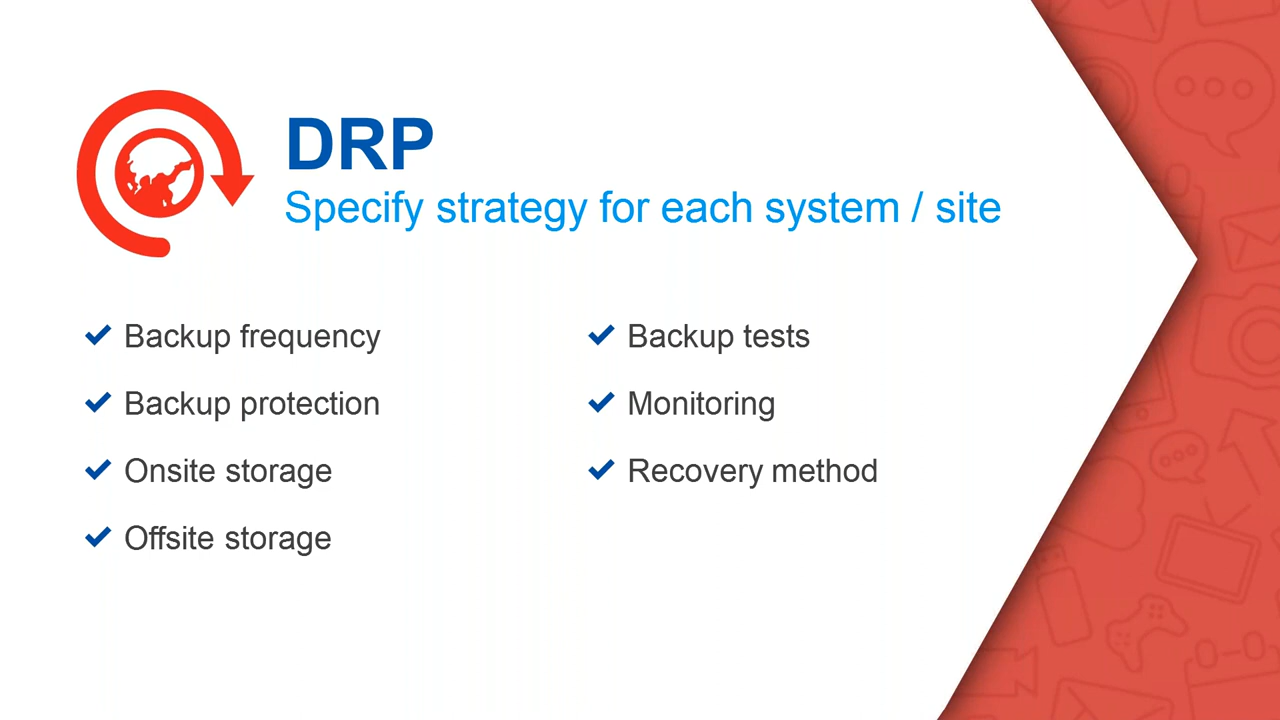 DRP
Specify strategy for each system / site
Backup frequency
Backup protection
Onsite storage
Offsite storage
Backup tests
Monitoring
Recovery method